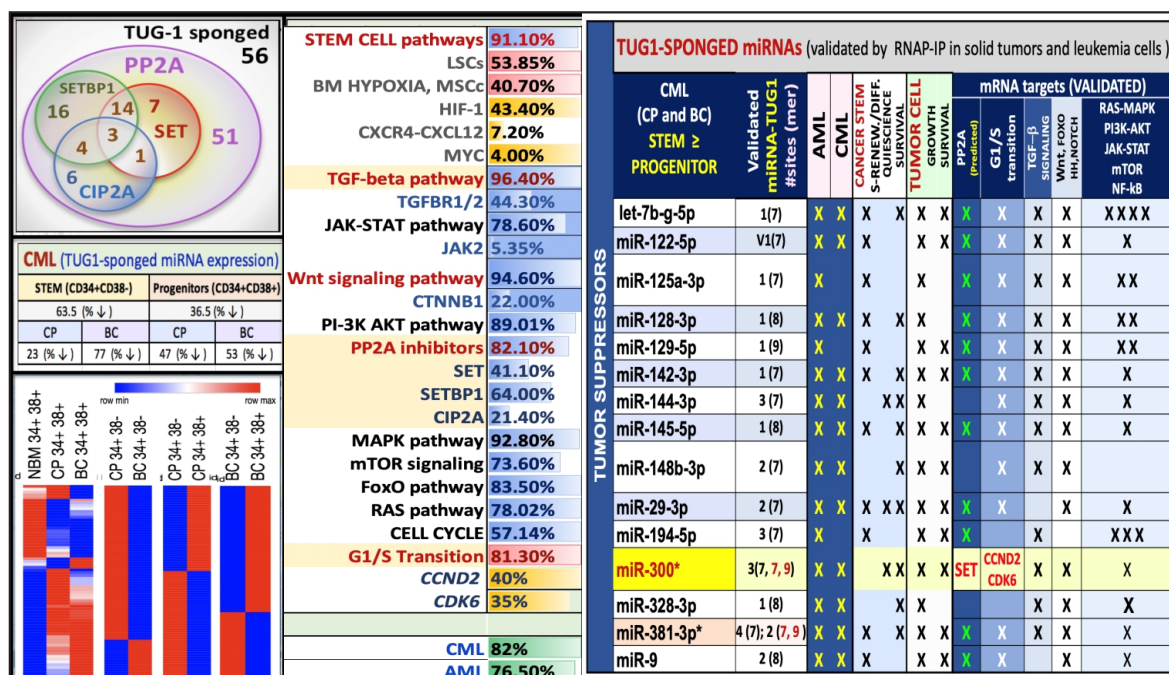 TUG-1 sponged
56
PP2A
SETBP1
16
14
7
3
SET
51
4
1
6
CIP2A
CML (TUG1-sponged miRNA expression)
STEM (CD34+CD38-) Progenitors (CD34+CD38+)
63.5 (% ↓) 36.5 (% ↓)
CP BC CP BC
23 (% ↓) 77 (% ↓) 47 (% ↓) 53 (% ↓)
row min row max
NBM 34+ 38+
CP 34+ 38+
BC 34+ 38+
CP 34+ 38-
BC 34+ 38-
CP 34+ 38-
CP 34+ 38+
BC 34+ 38-
BC 34+ 38+
STEM CELL pathways 91.10%
LSCs 53.85%
BM HYPOXIA, MSCc 40.70%
HIF-1 43.40%
CXCR4-CXCL12 7.20%
MYC 4.00%
TGF-beta pathway 96.40%
TGFBR1/2 44.30%
JAK-STAT pathway 78.60%
JAK2 5.35%
Wnt signaling pathway 94.60%
CTNNB1 22.00%
PI-3K AKT pathway 89.01%
PP2A inhibitors 82.10%
SET 41.10%
SETBP1 64.00%
CIP2A 21.40%
MAPK pathway 92.80%
mTOR signaling 73.60%
FoxO pathway 83.50%
RAS pathway 78.02%
CELL CYCLE 57.14%
G1/S Transition 81.30%
CCND2 40%
CDK6 35%
CML 82%
AML 76.50%
TUG1-SPONGED miRNAs (validated by RNAP-IP in solid tumors and leukemia cells )
CML
(CP and BC)
STEM ≥
PROGENITOR
Validated
miRNA-TUG1
#sites (mer)
AML
CML
CANCER STEM
S-RENEW./DIFF.
QUIESCENCE
SURVIVAL
TUMOR CELL
GROWTH
SURVIVAL
mRNA targets (VALIDATED)
PP2A
(Predicted)
G1/S
transition
TGF-β
SIGNALING
Wnt, FOXO
HH,NOTCH
RAS-MAPK
PI3K-AKT
JAK-STAT
mTOR
NF-kB
TUMOR SUPPRESSORS
let-7b-g-5p 1(7) X X X X X X X X X X XXXX
miR-122-5p V1(7) X X X X X X X X X X
miR-125a-3p 1 (7) X X X X X X X XX
miR-128-3p 1 (8) X X X X X X X X X XX
miR-129-5p 1 (9) X X X X X X X X XX
miR-142-3p 1 (7) X X X X X X X X X X X
miR-144-3p 3 (7) X X XX X X X X X
miR-145-5p 1 (8) X X X X X X X X X X X
miR-148b-3p 2 (7) X X X X X X X X
miR-29-3p 2 (7) X X X XX X X X X X X
miR-194-5p 3 (7) X X X X X X XXX
miR-300* 3(7, 7, 9) X X XX X X SET CCND2 CDK6 X X X
miR-328-3p 1 (8) X X X X X X X
miR-381-3p* 4 (7); 2 (7, 9 ) X X X X X X X X X X X
miR-9 2 (8) X X X X X X X X X